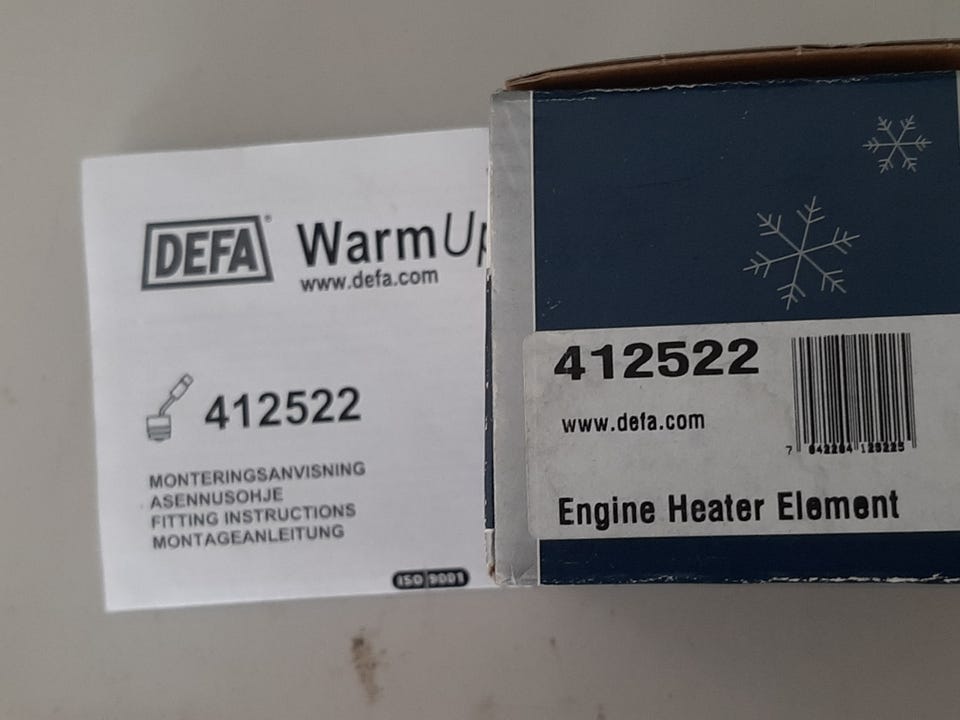 DEFA®
WarmUp
www.defa.com
412522
MONTERINGSANVISNING
ASENNUSOHJE
FITTING INSTRUCTIONS
MONTAGEANLEITUNG
ISO 9001
412522
www.defa.com
Engine Heater Element